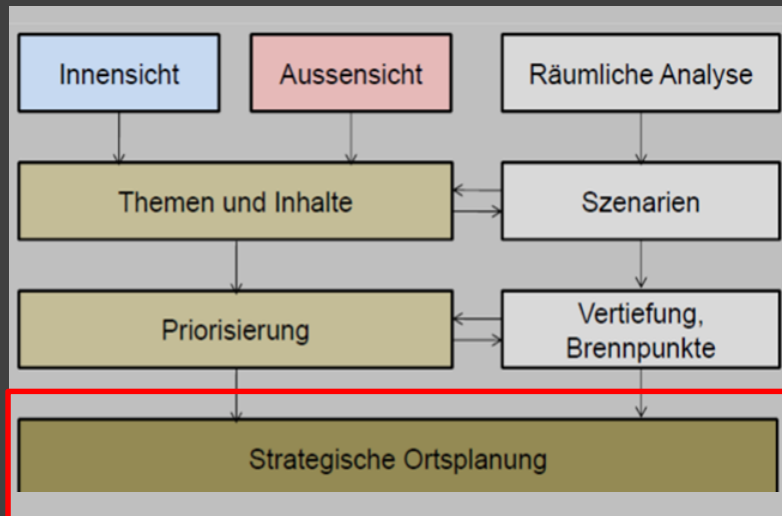 Innensicht
Aussensicht
Räumliche Analyse
Themen und Inhalte
Szenarien
Priorisierung
Vertiefung,
Brennpunkte
Strategische Ortsplanung